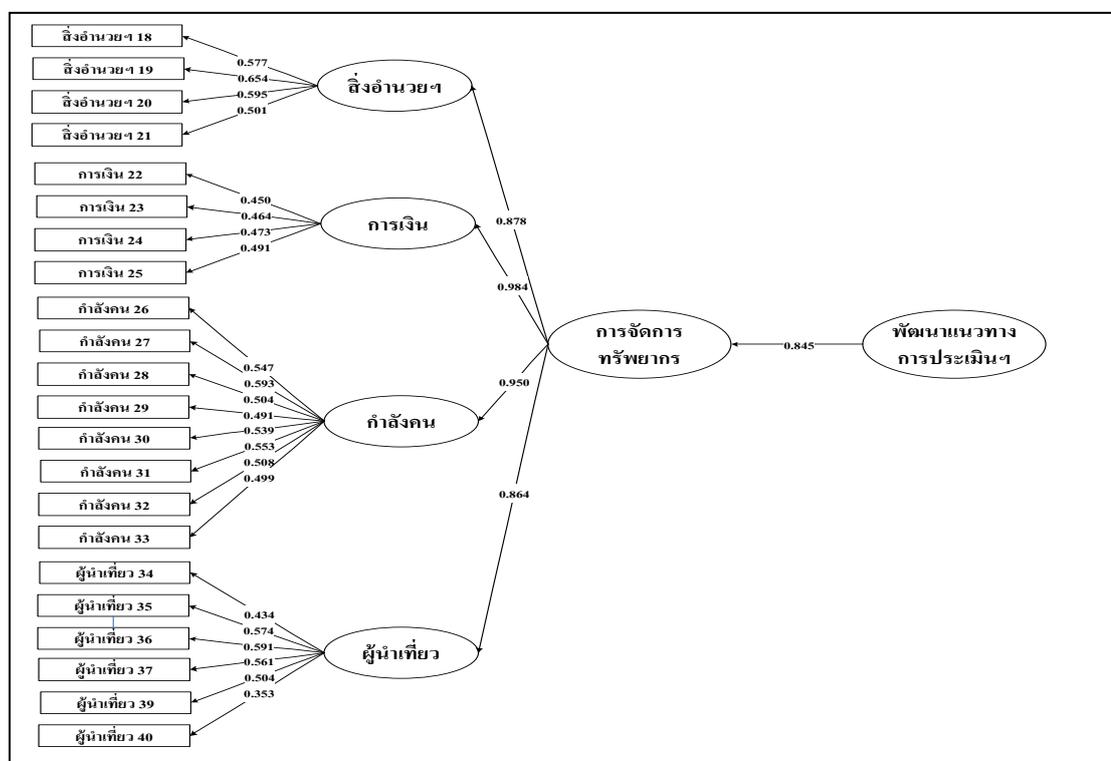 สิ่งอำนวยฯ 18
สิ่งอำนวยฯ 19
สิ่งอำนวยฯ 20
สิ่งอำนวยฯ 21
0.577
0.654
0.595
0.501
สิ่งอำนวยฯ
การเงิน 22
การเงิน 23
การเงิน 24
การเงิน 25
0.450
0.464
0.473
0.491
การเงิน
กำลังคน 26
กำลังคน 27
กำลังคน 28
กำลังคน 29
กำลังคน 30
กำลังคน 31
กำลังคน 32
กำลังคน 33
0.547
0.593
0.504
0.491
0.539
0.553
0.508
0.499
กำลังคน
ผู้นำเที่ยว 34
ผู้นำเที่ยว 35
ผู้นำเที่ยว 36
ผู้นำเที่ยว 37
ผู้นำเที่ยว 39
ผู้นำเที่ยว 40
0.434
0.574
0.591
0.561
0.504
0.353
ผู้นำเที่ยว
0.878
0.984
0.950
0.864
การจัดการ
ทรัพยากร
0.845
พัฒนาแนวทาง
การประเมินฯ